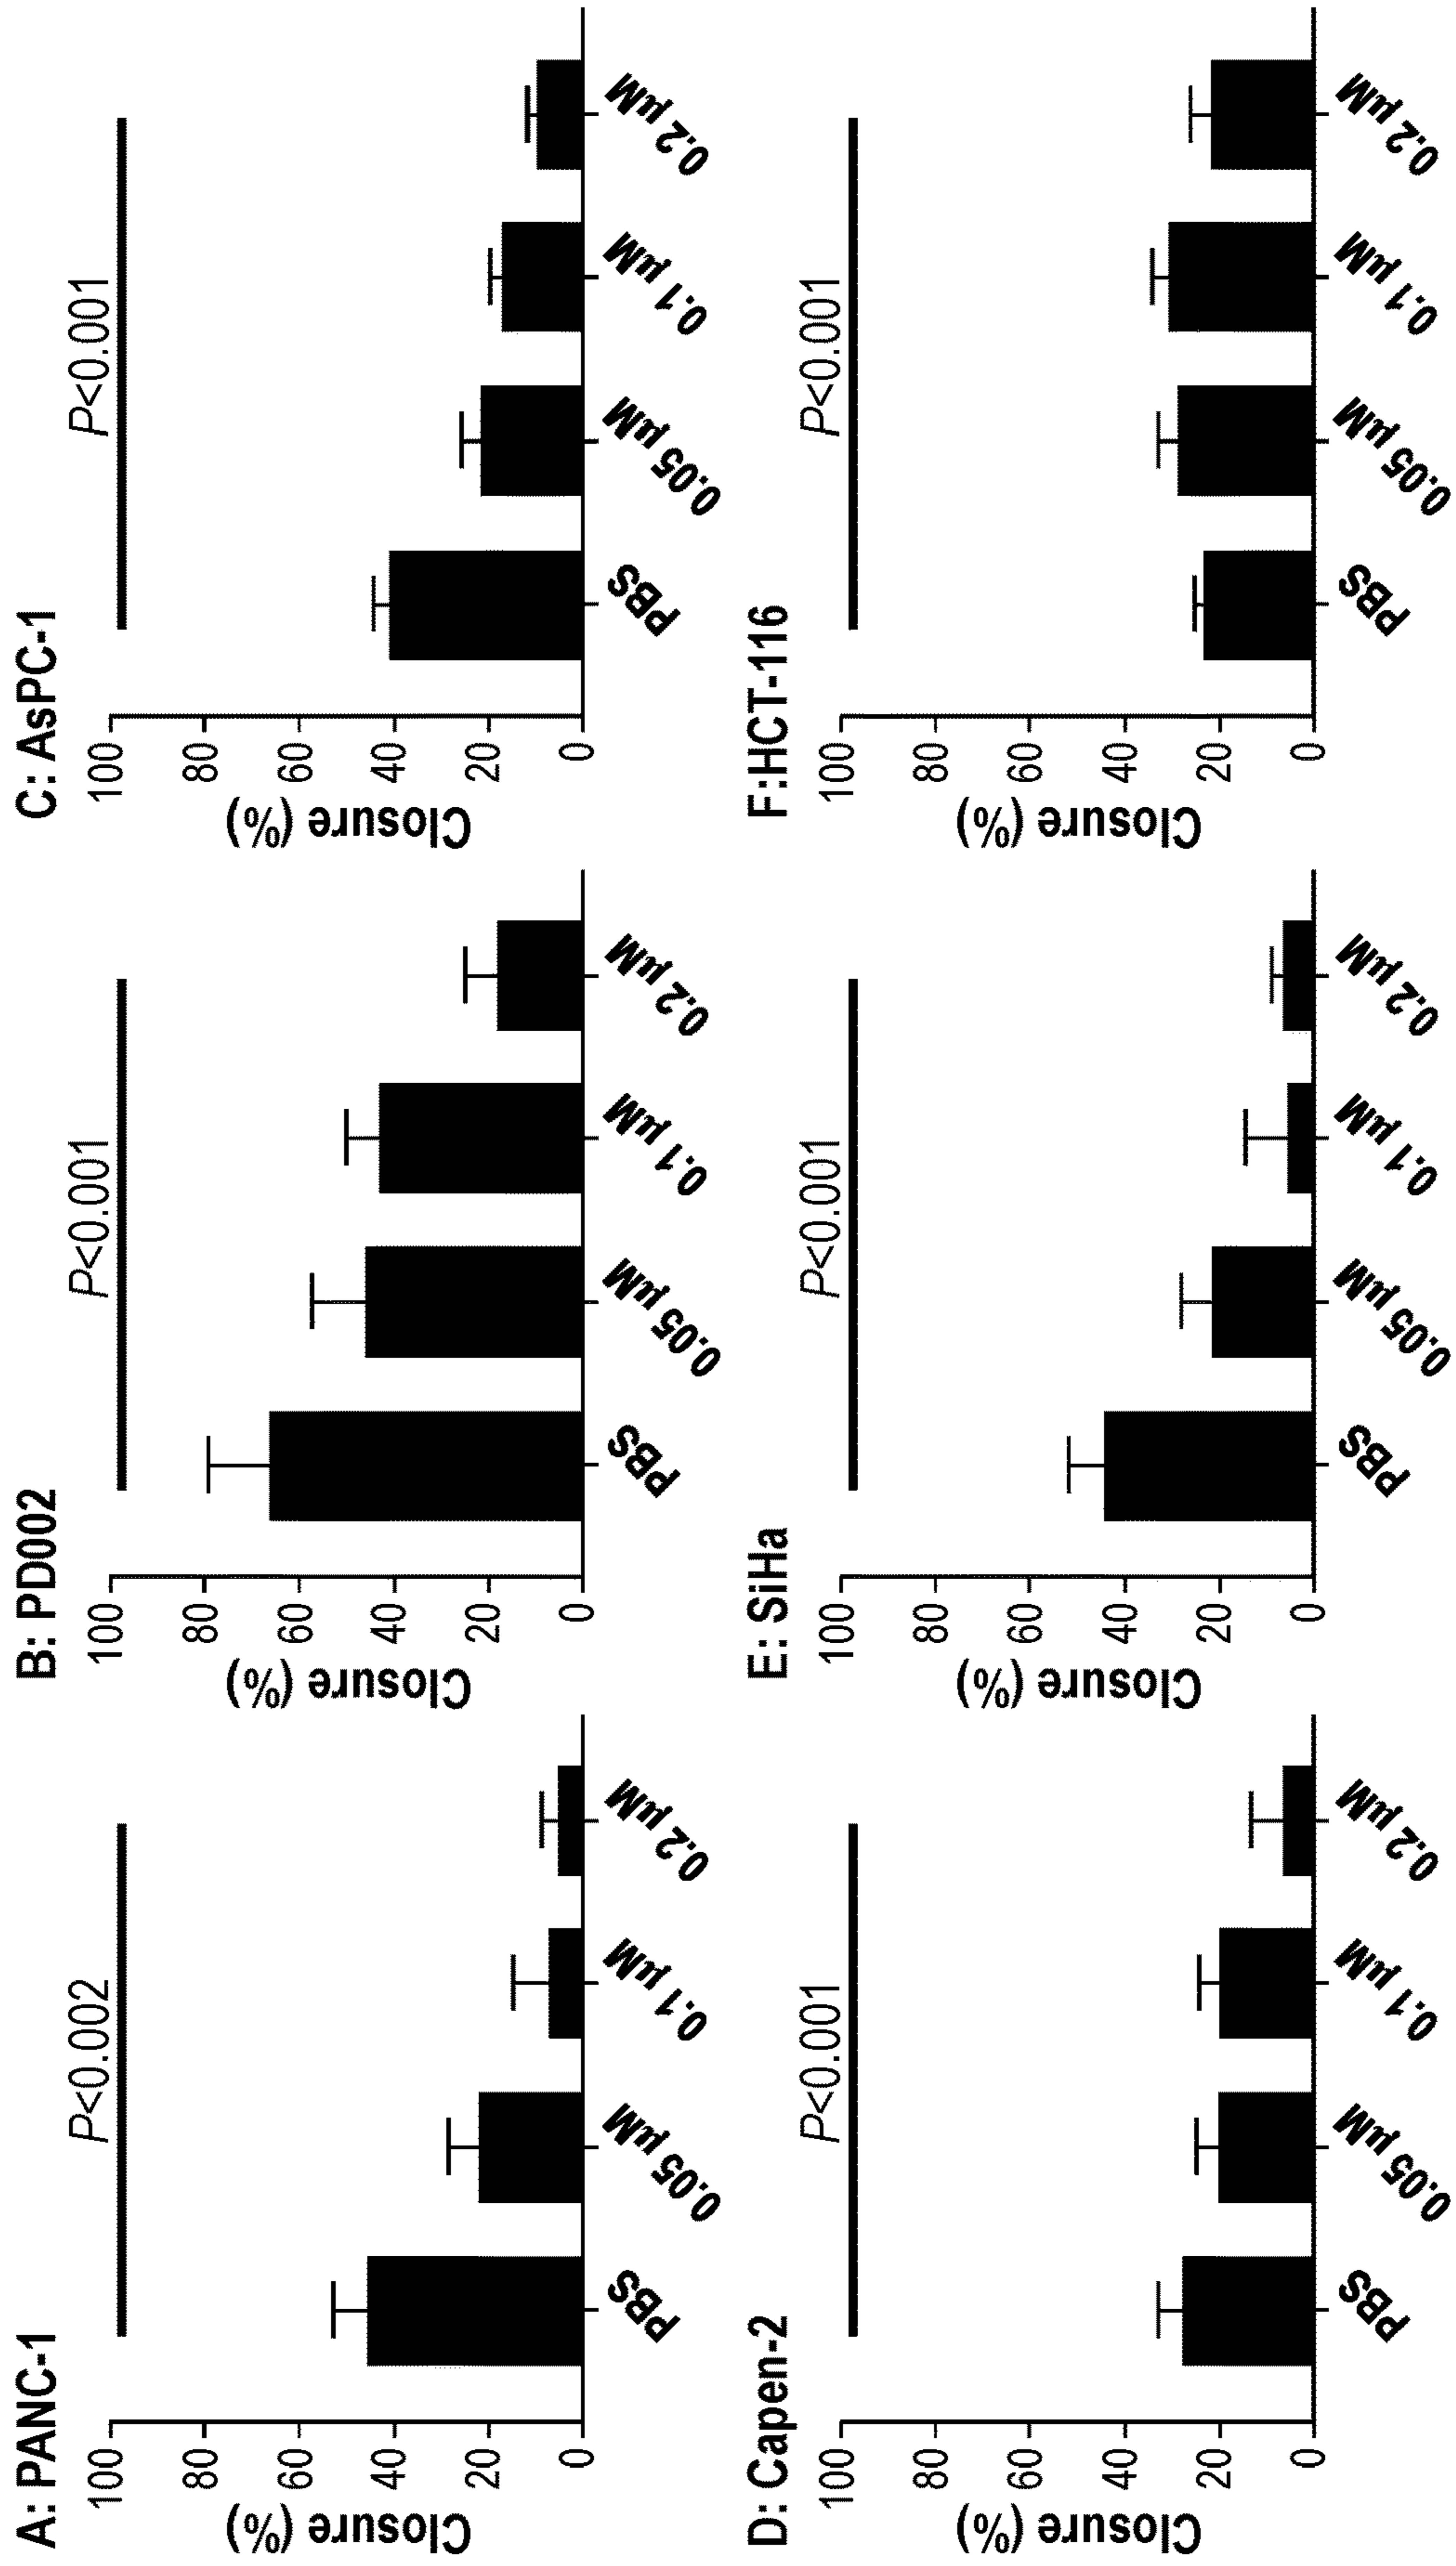 A: PANC-1
P<0.002
Closure (%)
100
80
60
40
20
0
PBS
0.05 µM
0.1 µM
0.2 µM
B: PD002
P<0.001
Closure (%)
100
80
60
40
20
0
PBS
0.05 µM
0.1 µM
0.2 µM
C: AsPC-1
P<0.001
Closure (%)
100
80
60
40
20
0
PBS
0.05 µM
0.1 µM
0.2 µM
D: Capen-2
P<0.001
Closure (%)
100
80
60
40
20
0
PBS
0.05 µM
0.1 µM
0.2 µM
E: SiHa
P<0.001
Closure (%)
100
80
60
40
20
0
PBS
0.05 µM
0.1 µM
0.2 µM
F:HCT-116
P<0.001
Closure (%)
100
80
60
40
20
0
PBS
0.05 µM
0.1 µM
0.2 µM